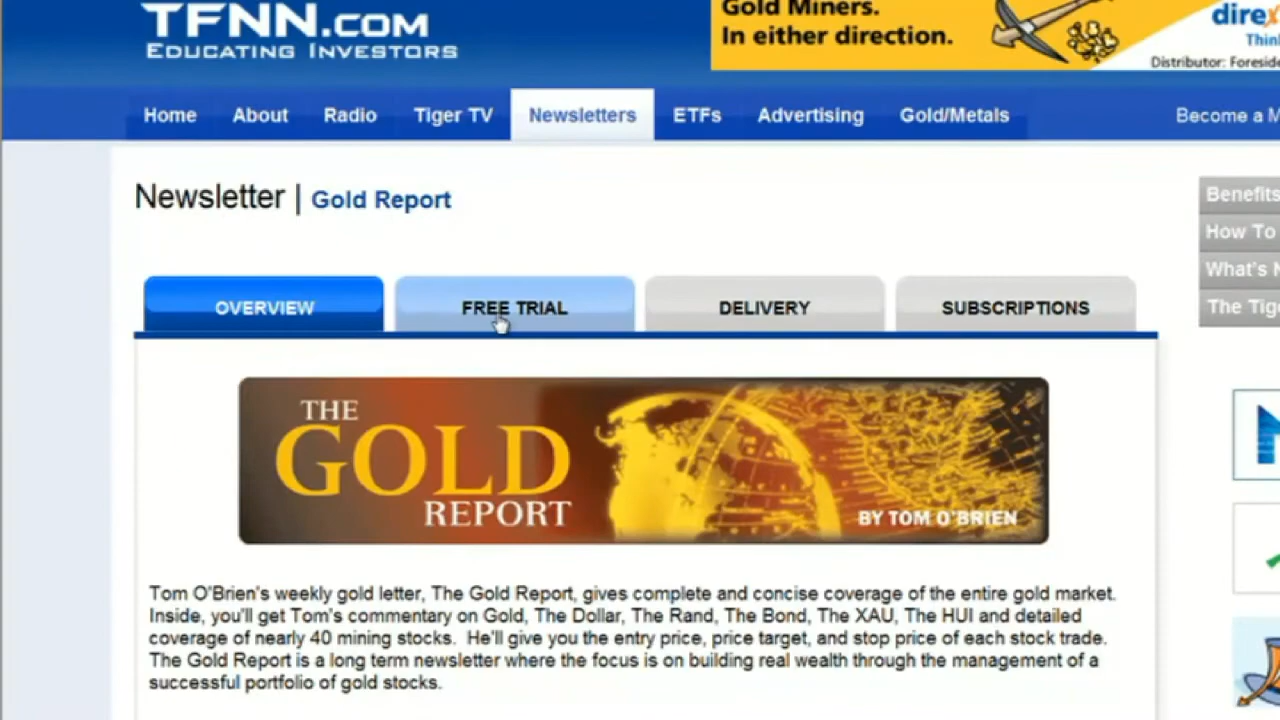 TFNN.COM
EDUCATING INVESTORS
Gold Miners.
In either direction.
Distributor:
Home About Radio Tiger TV Newsletters ETFs Advertising Gold/Metals Become a
Newsletter | Gold Report
Benefits
How To
What's
The
OVERVIEW FREE TRIAL DELIVERY SUBSCRIPTIONS
THE
GOLD
REPORT
BY TOM O'BRIEN
Tom O'Brien's weekly gold letter, The Gold Report, gives complete and concise coverage of the entire gold market.
Inside, you'll get Tom's commentary on Gold, The Dollar, The Rand, The Bond, The XAU, The HUI and detailed
coverage of nearly 40 mining stocks. He'll give you the entry price, price target, and stop price of each stock trade.
The Gold Report is a long term newsletter where the focus is on building real wealth through the management of a
successful portfolio of gold stocks.